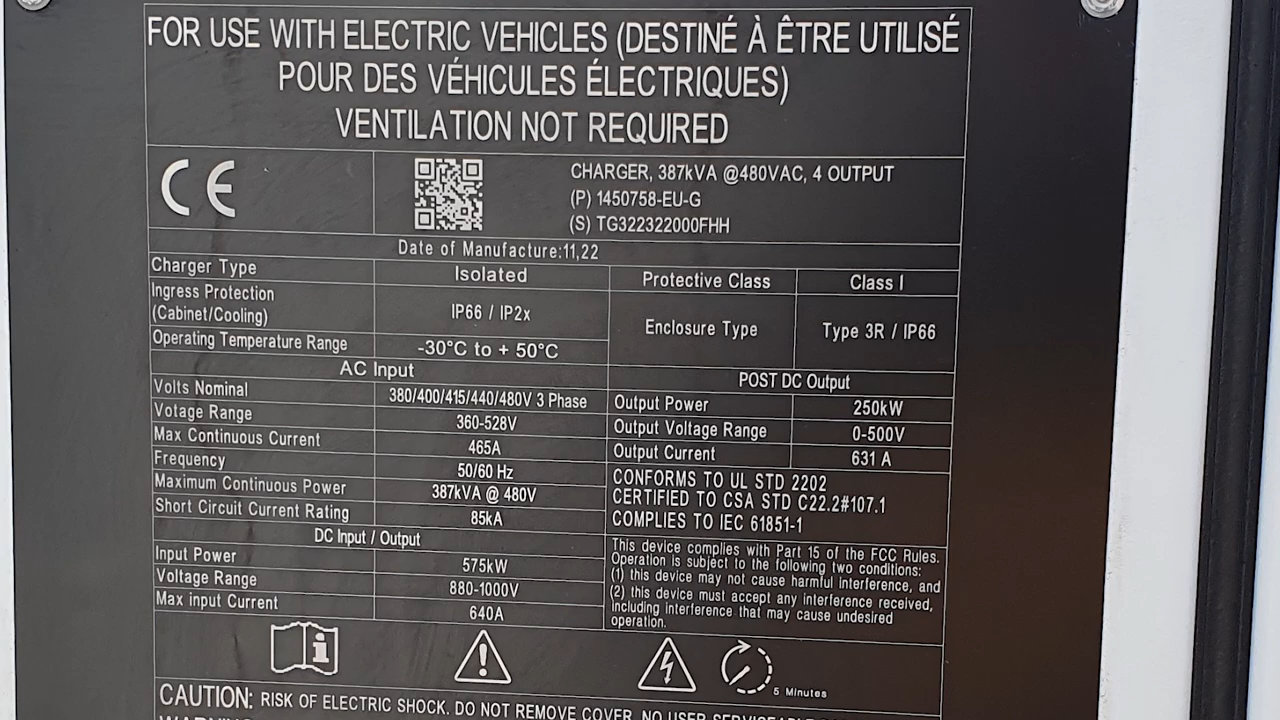 FOR USE WITH ELECTRIC VEHICLES (DESTINÉ À ÊTRE UTILISÉ
POUR DES VÉHICULES ÉLECTRIQUES)
VENTILATION NOT REQUIRED
CE
CHARGER, 387kVA @480VAC, 4 OUTPUT
(P) 1450758-EU-G
(S) TG322322000FHH
Date of Manufacture:11,22
Charger Type Isolated
Ingress Protection
(Cabinet/Cooling) IP66 / IP2x
Operating Temperature Range -30°C to + 50°C
Protective Class Class I
Enclosure Type Type 3R / IP66
AC Input
Volts Nominal 380/400/415/440/480V 3 Phase
Votage Range 360-528V
Max Continuous Current 465A
Frequency 50/60 Hz
Maximum Continuous Power 387kVA @ 480V
Short Circuit Current Rating 85kA
DC Input / Output
Input Power 575kW
Voltage Range 880-1000V
Max input Current 640A
POST DC Output
Output Power 250kW
Output Voltage Range 0-500V
Output Current 631 A
CONFORMS TO UL STD 2202
CERTIFIED TO CSA STD C22.2#107.1
COMPLIES TO IEC 61851-1
This device complies with Part 15 of the FCC Rules.
Operation is subject to the following two conditions:
(1) this device may not cause harmful interference, and
(2) this device must accept any interference received,
including interference that may cause undesired
operation.
5 Minutes
CAUTION: RISK OF ELECTRIC SHOCK. DO NOT REMOVE COVER. NO USER